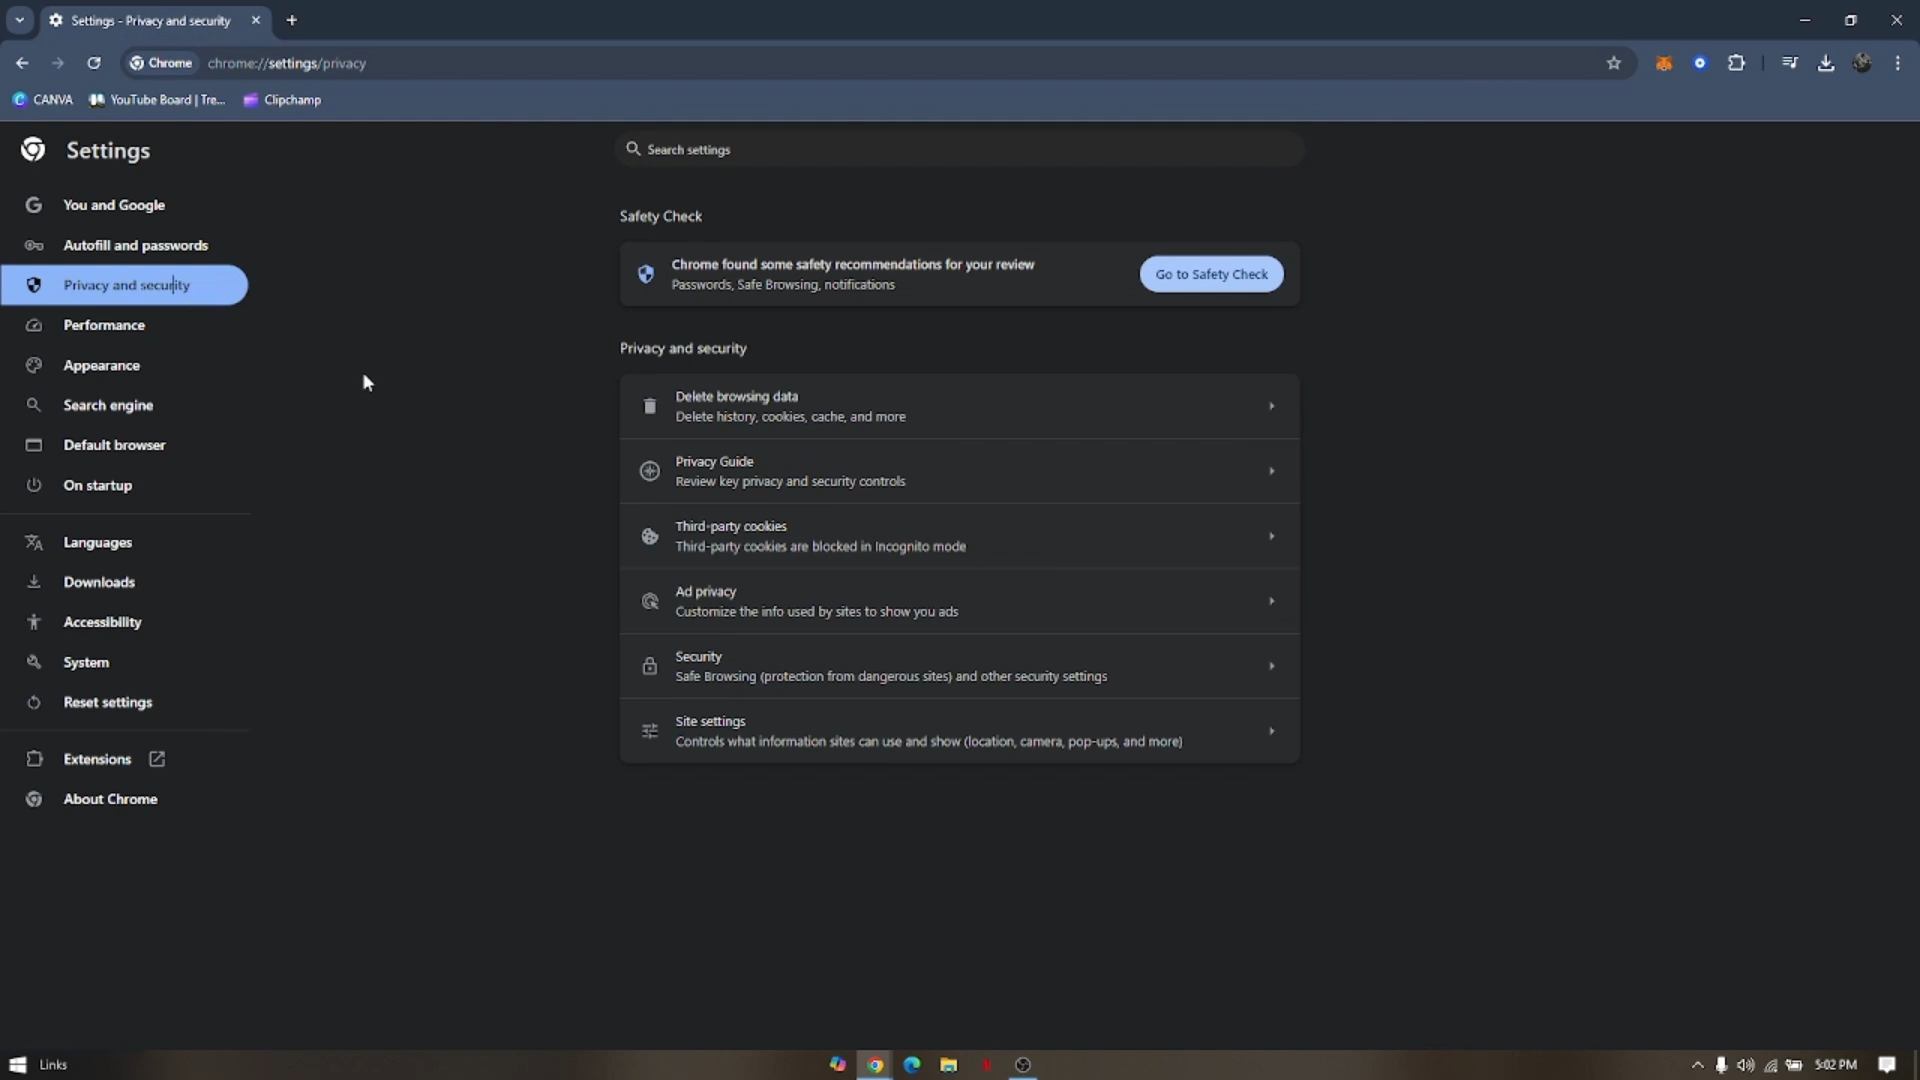 Settings - Privacy and security
Chrome
chrome://settings/privacy
CANVA
YouTube Board | Tre...
Clipchamp
Settings
Search settings
You and Google
Autofill and passwords
Privacy and security
Performance
Appearance
Search engine
Default browser
On startup
Languages
Downloads
Accessibility
System
Reset settings
Extensions
About Chrome
Safety Check
Chrome found some safety recommendations for your review
Passwords, Safe Browsing, notifications
Go to Safety Check
Privacy and security
Delete browsing data
Delete history, cookies, cache, and more
Privacy Guide
Review key privacy and security controls
Third-party cookies
Third-party cookies are blocked in Incognito mode
Ad privacy
Customize the info used by sites to show you ads
Security
Safe Browsing (protection from dangerous sites) and other security settings
Site settings
Controls what information sites can use and show (location, camera, pop-ups, and more)
Links
5:02 PM